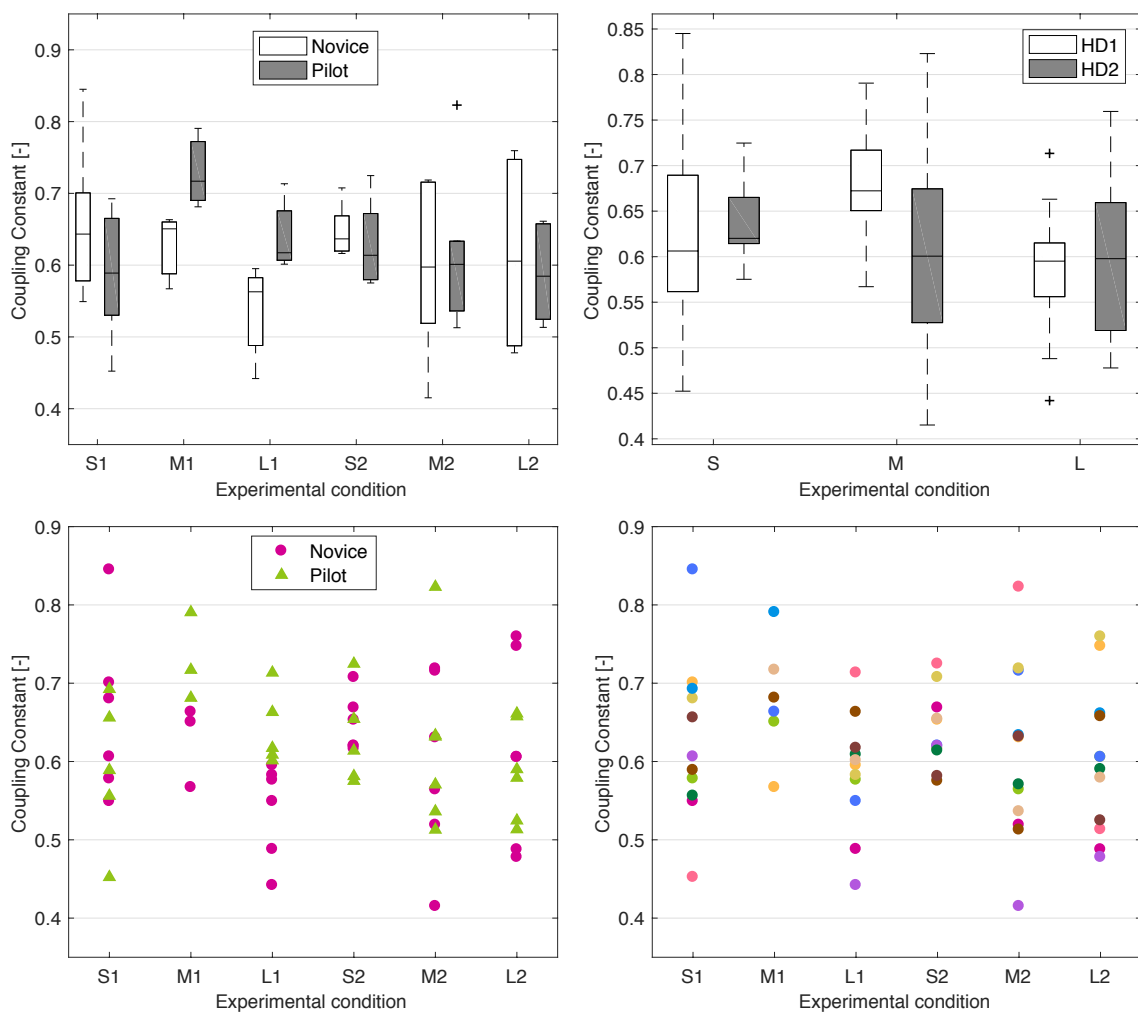 0.9
0.8
0.7
0.6
0.5
0.4
Coupling Constant [-]
Novice
Pilot
S1 M1 L1 S2 M2 L2
Experimental condition
0.85
0.8
0.75
0.7
0.65
0.6
0.55
0.5
0.45
0.4
Coupling Constant [-]
HD1
HD2
S M L
Experimental condition
0.9
0.8
0.7
0.6
0.5
0.4
Coupling Constant [-]
Novice
Pilot
S1 M1 L1 S2 M2 L2
Experimental condition
0.9
0.8
0.7
0.6
0.5
0.4
Coupling Constant [-]
S1 M1 L1 S2 M2 L2
Experimental condition